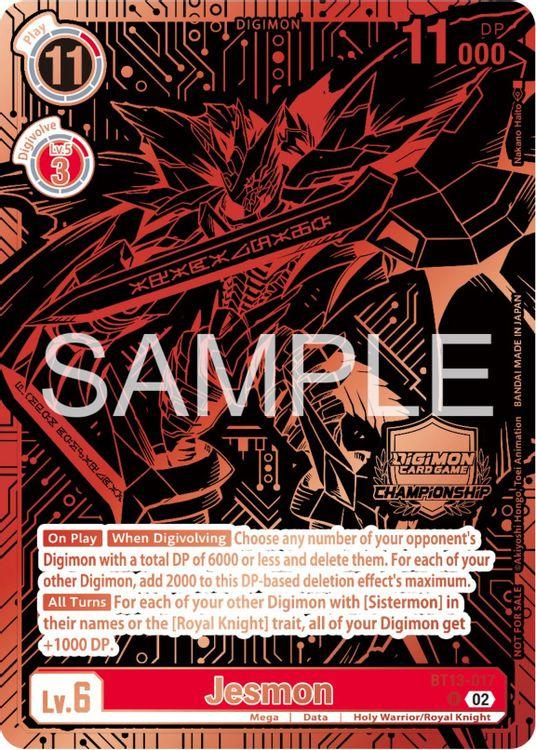 DIGIMON
Play
11
DP
11000
Digivolve
Lv.5
3
Nakano Haito
SAMPLE
DIGIMON
CARD GAME
CHAMPIONSHIP
NOT FOR SALE ©Akiyoshi Hongo, Toei Animation BANDAI MADE IN JAPAN
On Play When Digivolving Choose any number of your opponent's
Digimon with a total DP of 6000 or less and delete them. For each of your
other Digimon, add 2000 to this DP-based deletion effect's maximum.
All Turns For each of your other Digimon with [Sistermon] in
their names or the [Royal Knight] trait, all of your Digimon get
+1000 DP.
BT13-017
Lv.6
Jesmon
02
Mega | Data | Holy Warrior/Royal Knight